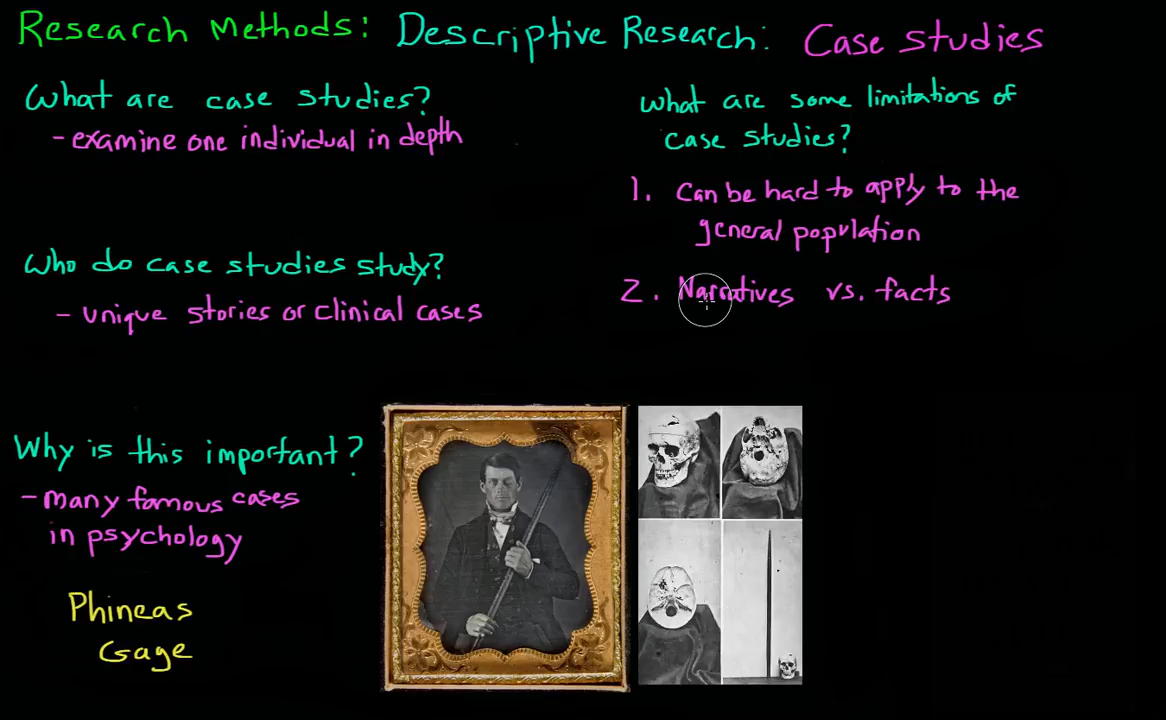 Research Methods: Descriptive Research: Case studies
What are case studies?
- examine one individual in depth
Who do case studies study?
- unique stories or clinical cases
Why is this important?
- many famous cases
in psychology
Phineas
Gage
What are some limitations of
case studies?
1. Can be hard to apply to the
general population
2. Narratives vs. facts